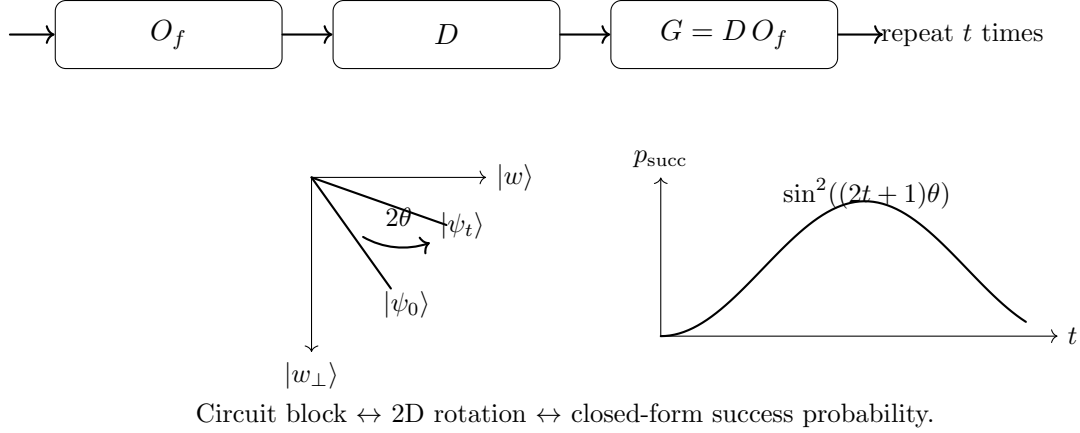 O_f D G = D O_f repeat t times
p_succ
|w⟩
sin²((2t + 1)θ)
2θ
|ψ_t⟩
|ψ_0⟩
t
|w_⊥⟩
Circuit block ↔ 2D rotation ↔ closed-form success probability.